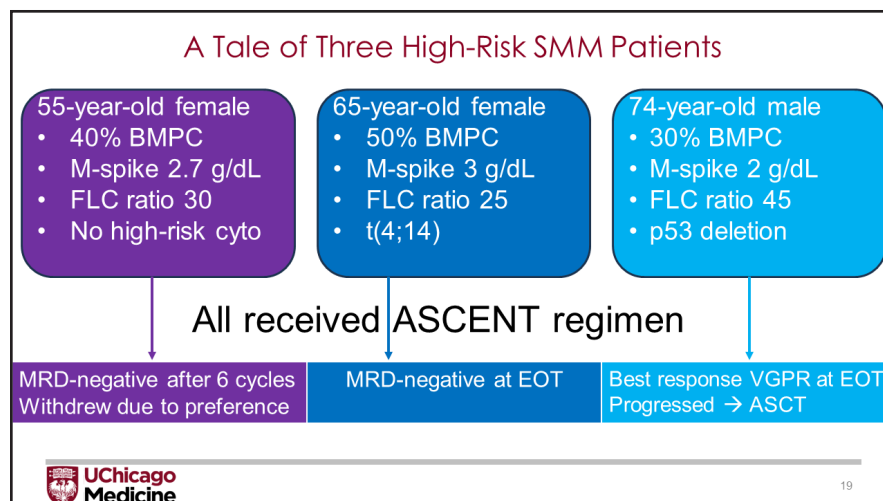 A Tale of Three High-Risk SMM Patients
55-year-old female
• 40% BMPC
• M-spike 2.7 g/dL
• FLC ratio 30
• No high-risk cyto
65-year-old female
• 50% BMPC
• M-spike 3 g/dL
• FLC ratio 25
• t(4;14)
74-year-old male
• 30% BMPC
• M-spike 2 g/dL
• FLC ratio 45
• p53 deletion
All received ASCENT regimen
MRD-negative after 6 cycles
Withdrew due to preference
MRD-negative at EOT
Best response VGPR at EOT
Progressed → ASCT
UChicago
Medicine
19